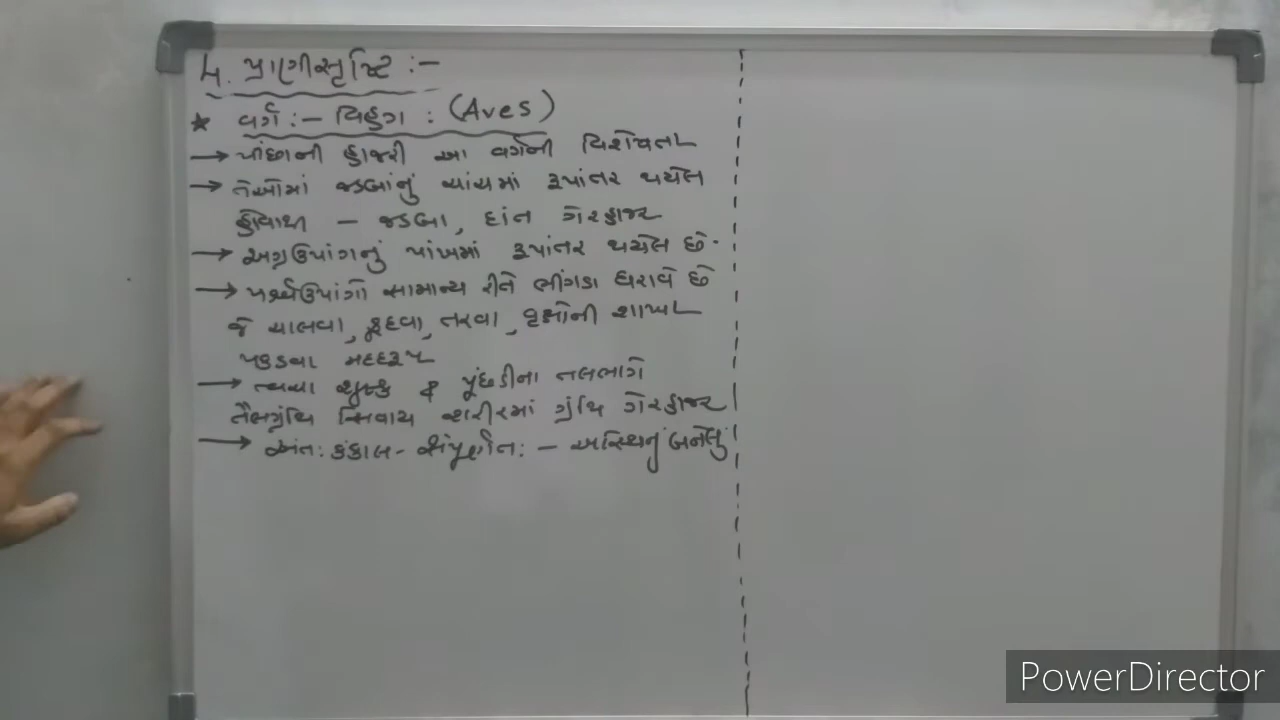 4. પ્રાણીસૃષ્ટિ :-
★ વર્ગ :- વિહગ : (Aves)
→ પીંછાની હાજરી આ વર્ગની વિશેષતા
→ તેઓમાં જડબાંનું ચાંચમાં રૂપાંતર થયેલ
હોવાથી - જડબા, દાંત ગેરહાજર
→ અગ્રઉપાંગનું પાંખમાં રૂપાંતર થયેલ છે.
→ પશ્ચઉપાંગો સામાન્ય રીતે ભીંગડા ધરાવે છે
જે ચાલવા, કૂદવા, તરવા, વૃક્ષોની શાખા
પકડવા મદદરૂપ
→ ત્વચા શુષ્ક & પૂંછડીના તલભાગે
તૈલગ્રંથિ સિવાય શરીરમાં ગ્રંથિ ગેરહાજર
→ અંતઃકંકાલ - સંપૂર્ણતઃ - અસ્થિનું બનેલું
PowerDirector